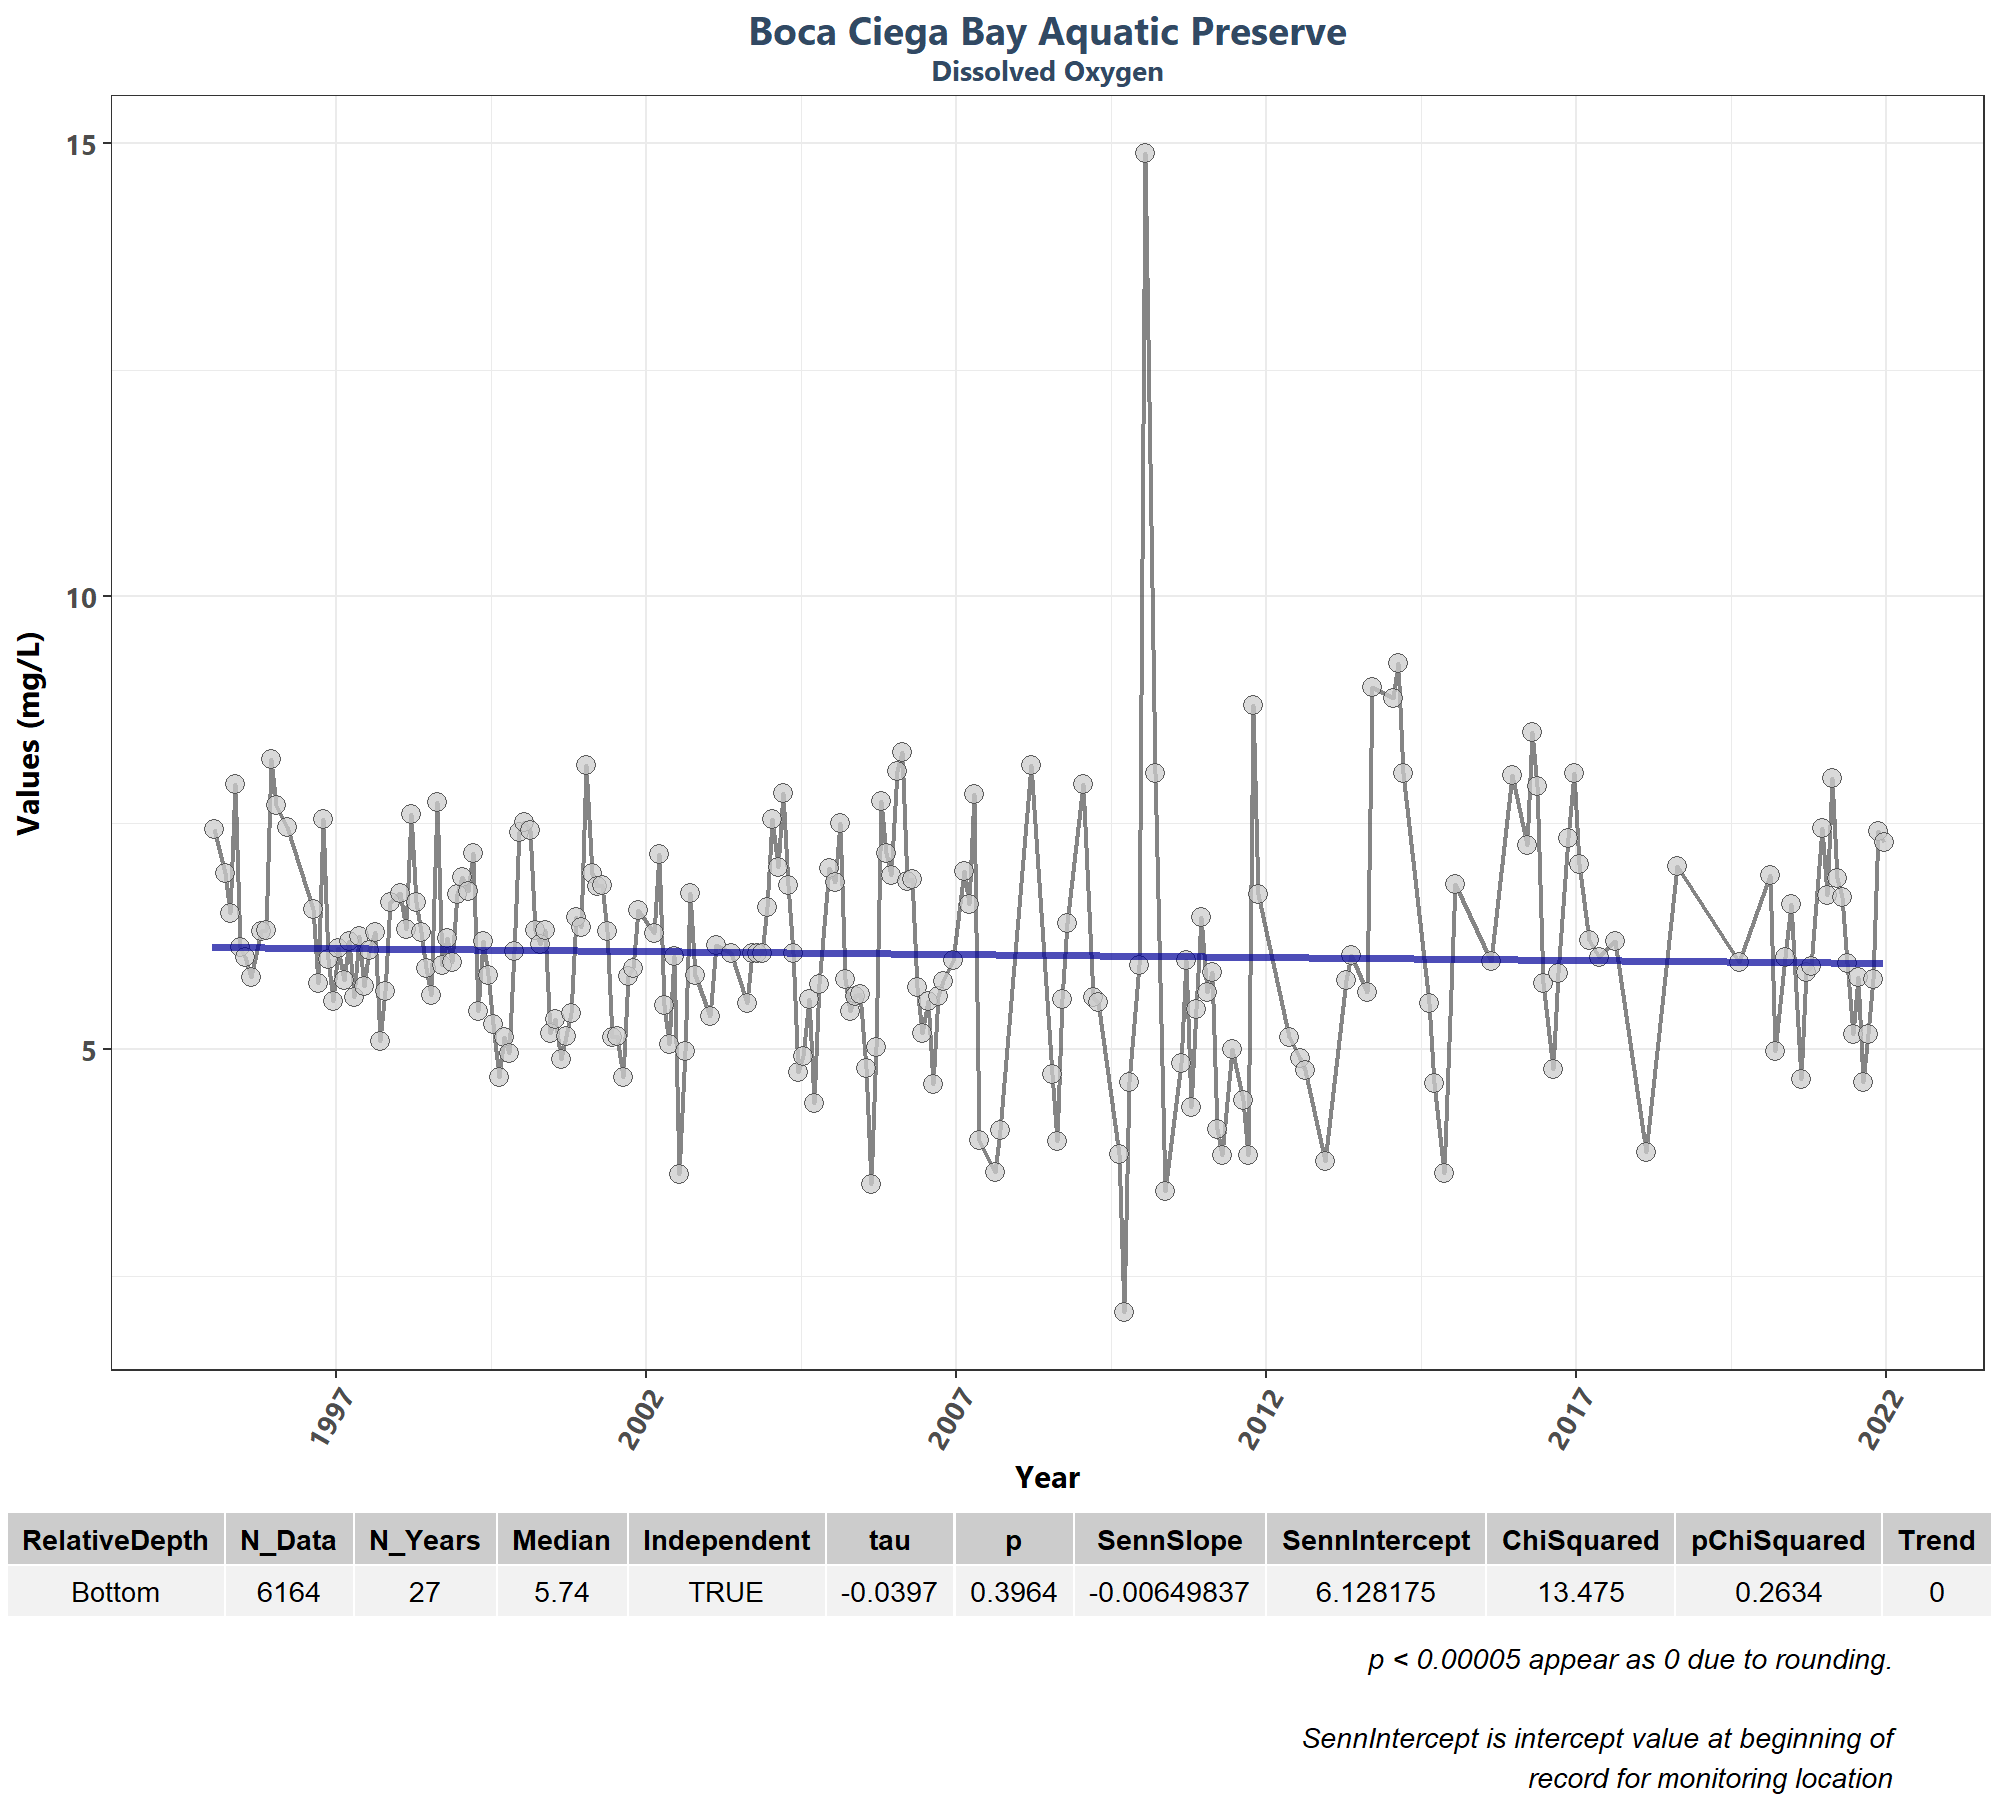 Boca Ciega Bay Aquatic Preserve
Dissolved Oxygen
15
10
5
Values (mg/L)
1997 2002 2007 2012 2017 2022
Year
RelativeDepth N_Data N_Years Median Independent tau p SennSlope SennIntercept ChiSquared pChiSquared Trend
Bottom 6164 27 5.74 TRUE -0.0397 0.3964 -0.00649837 6.128175 13.475 0.2634 0
p < 0.00005 appear as 0 due to rounding.
SennIntercept is intercept value at beginning of
record for monitoring location